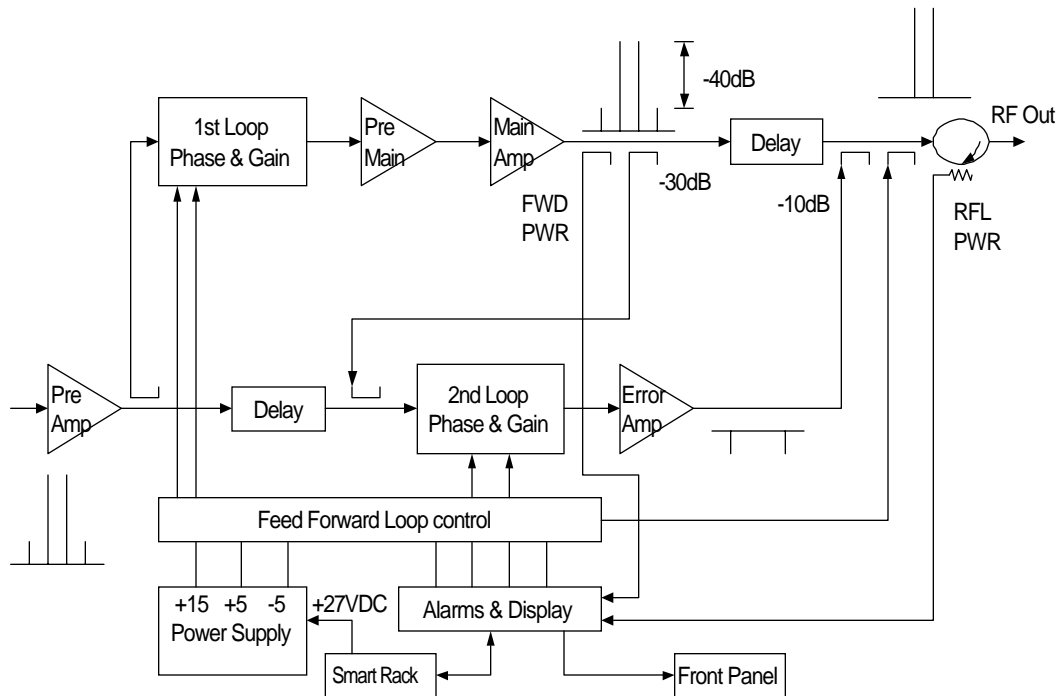 -40dB
1st Loop
Phase & Gain
Pre
Main
Main
Amp
Delay
RF Out
-30dB
FWD
PWR
-10dB
RFL
PWR
Pre
Amp
Delay
2nd Loop
Phase & Gain
Error
Amp
Feed Forward Loop control
+15 +5 -5
Power Supply
+27VDC
Alarms & Display
Smart Rack
Front Panel